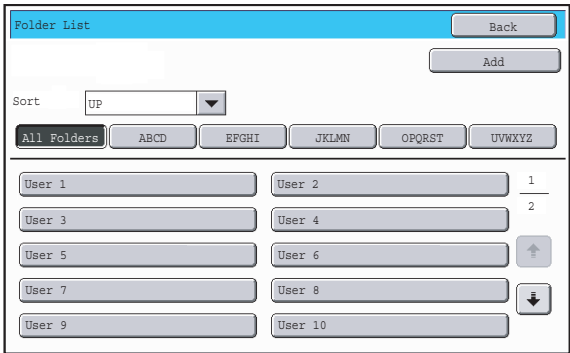 Folder List
Back
Add
Sort
UP
All Folders ABCD EFGHI JKLMN OPQRST UVWXYZ
User 1 User 2
1
2
User 3 User 4
User 5 User 6
User 7 User 8
User 9 User 10